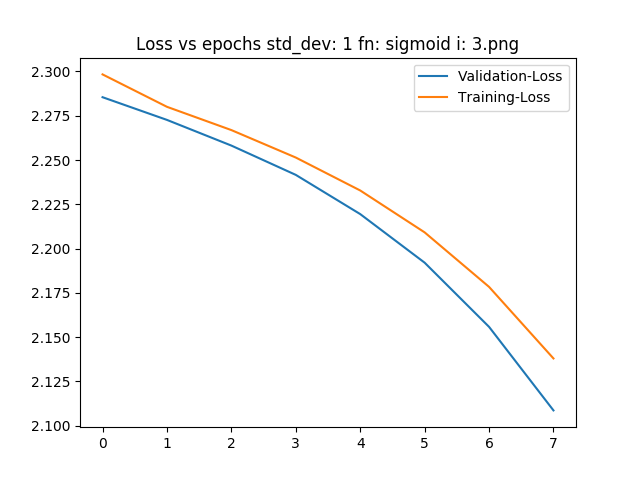 Loss vs epochs std_dev: 1 fn: sigmoid i: 3.png
Validation-Loss
Training-Loss
2.300
2.275
2.250
2.225
2.200
2.175
2.150
2.125
2.100
0 1 2 3 4 5 6 7